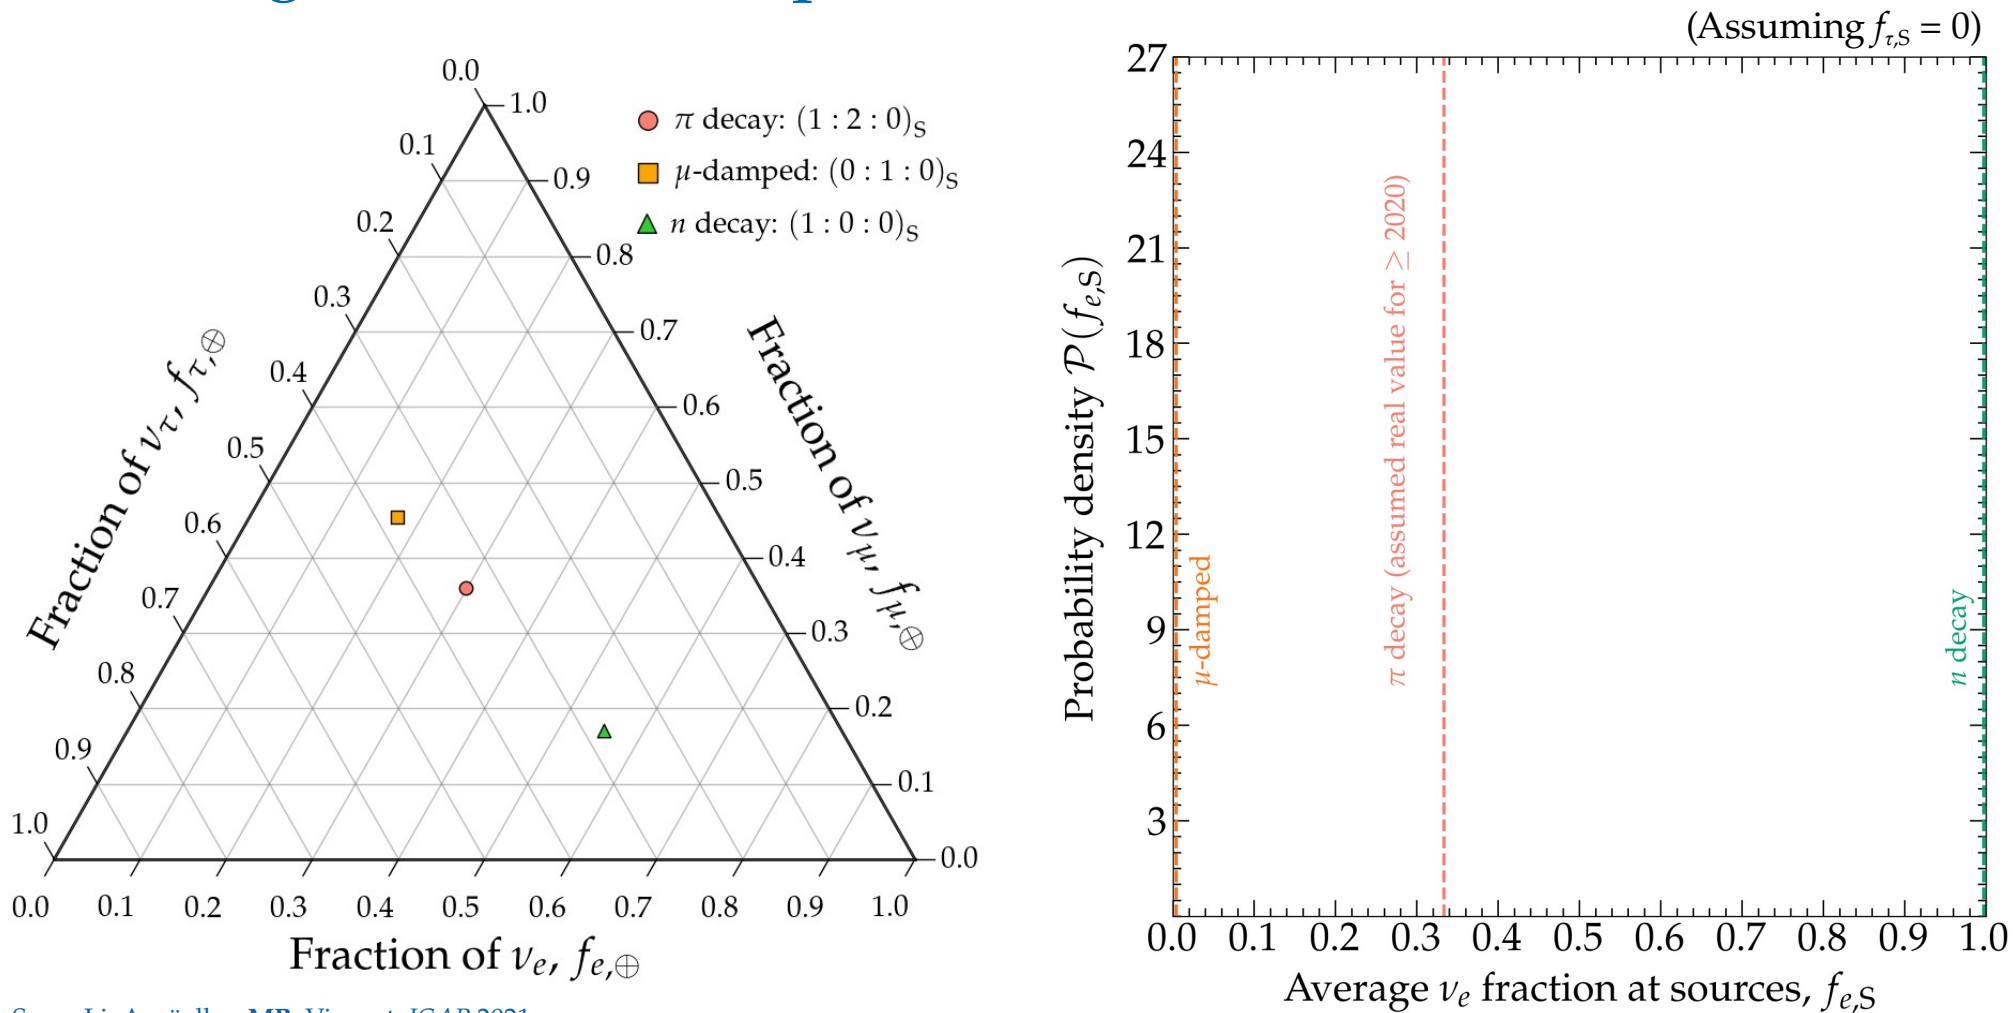 0.0
0.1
0.2
0.3
0.4
0.5
0.6
0.7
0.8
0.9
1.0
Fraction of ντ, fτ,⊕
1.0
0.9
0.8
0.7
0.6
0.5
0.4
0.3
0.2
0.1
0.0
Fraction of νμ, fμ,⊕
π decay: (1 : 2 : 0)S
μ-damped: (0 : 1 : 0)S
n decay: (1 : 0 : 0)S
0.0 0.1 0.2 0.3 0.4 0.5 0.6 0.7 0.8 0.9 1.0
Fraction of νe, fe,⊕
(Assuming fτ,S = 0)
27
24
21
18
15
12
9
6
3
Probability density P(fe,S)
μ-damped
π decay (assumed real value for ≥ 2020)
n decay
0.0 0.1 0.2 0.3 0.4 0.5 0.6 0.7 0.8 0.9 1.0
Average νe fraction at sources, fe,S